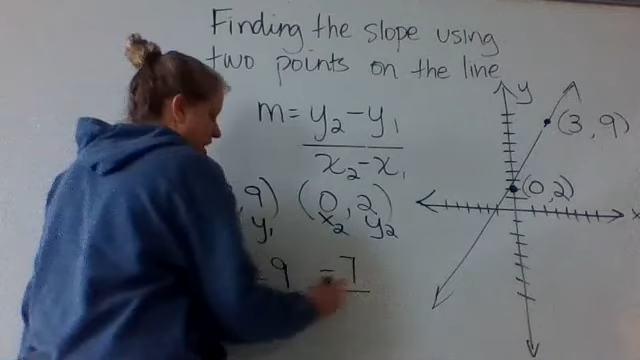 Finding the slope using
two points on the line
m = y₂ - y₁
x₂ - x₁
y
(3, 9)
(0, 2)
x
, 9) (0, 2)
y₁ x₂ y₂
- 9 = -7